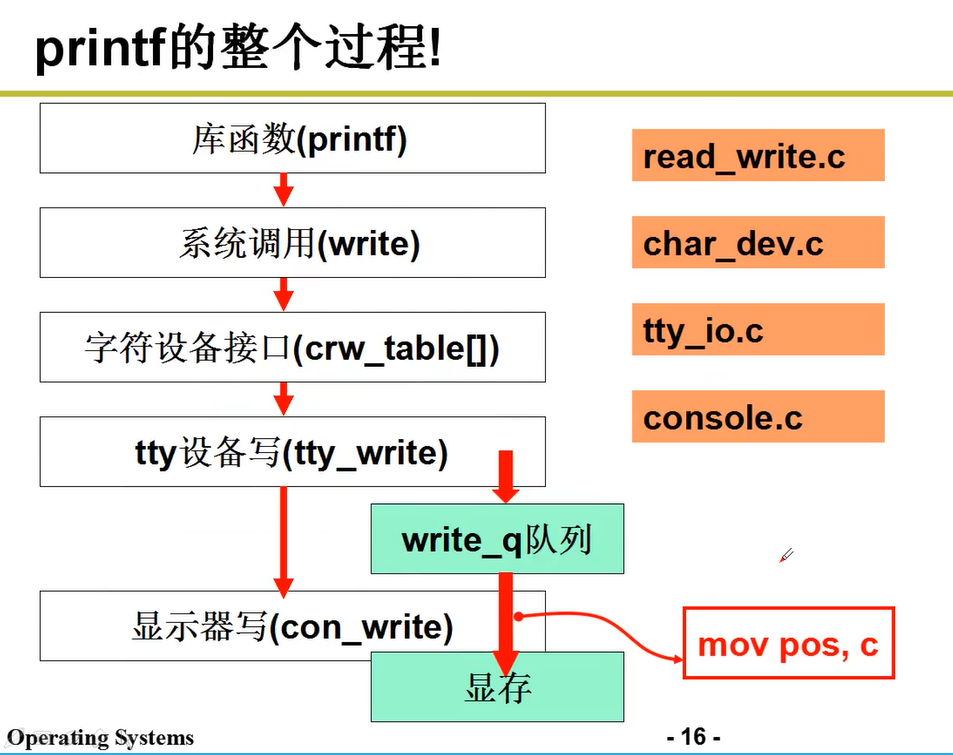 printf的整个过程!
库函数(printf)
系统调用(write)
字符设备接口(crw_table[])
tty设备写(tty_write)
write_q队列
显示器写(con_write)
显存
read_write.c
char_dev.c
tty_io.c
console.c
mov pos, c
Operating Systems
- 16 -